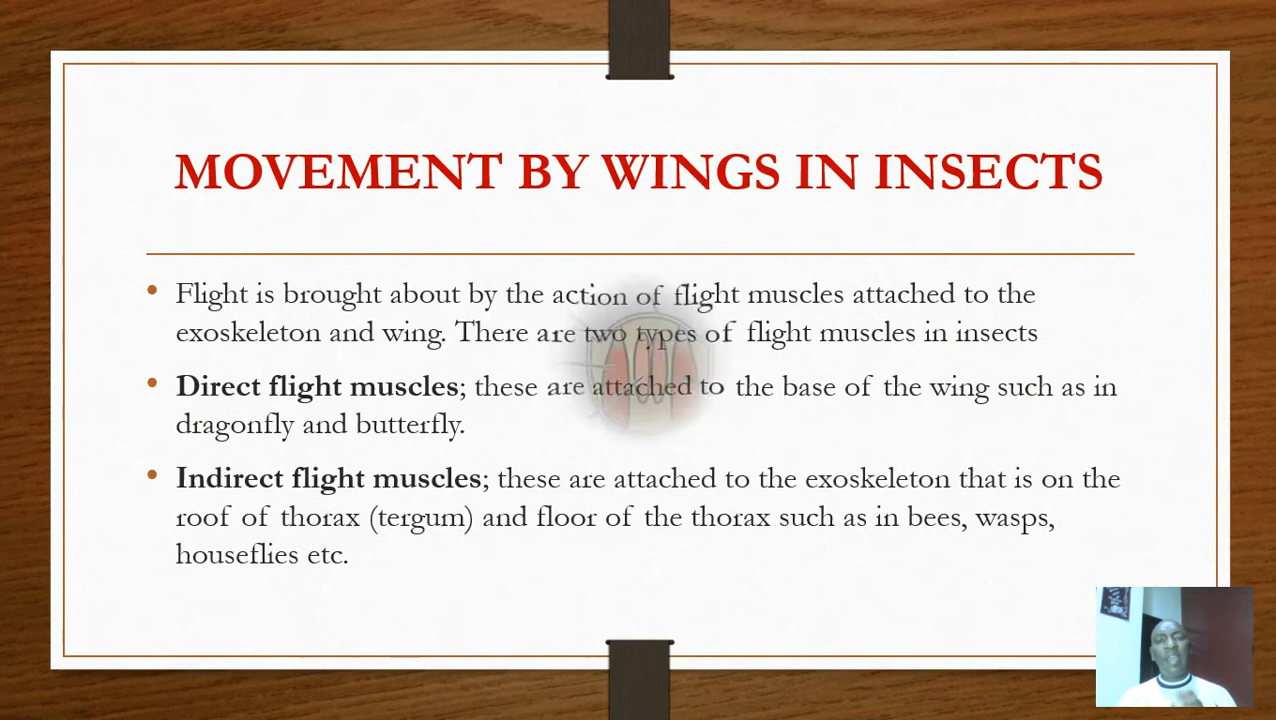 MOVEMENT BY WINGS IN INSECTS
• Flight is brought about by the action of flight muscles attached to the
exoskeleton and wing. There are two types of flight muscles in insects
• Direct flight muscles; these are attached to the base of the wing such as in
dragonfly and butterfly.
• Indirect flight muscles; these are attached to the exoskeleton that is on the
roof of thorax (tergum) and floor of the thorax such as in bees, wasps,
houseflies etc.